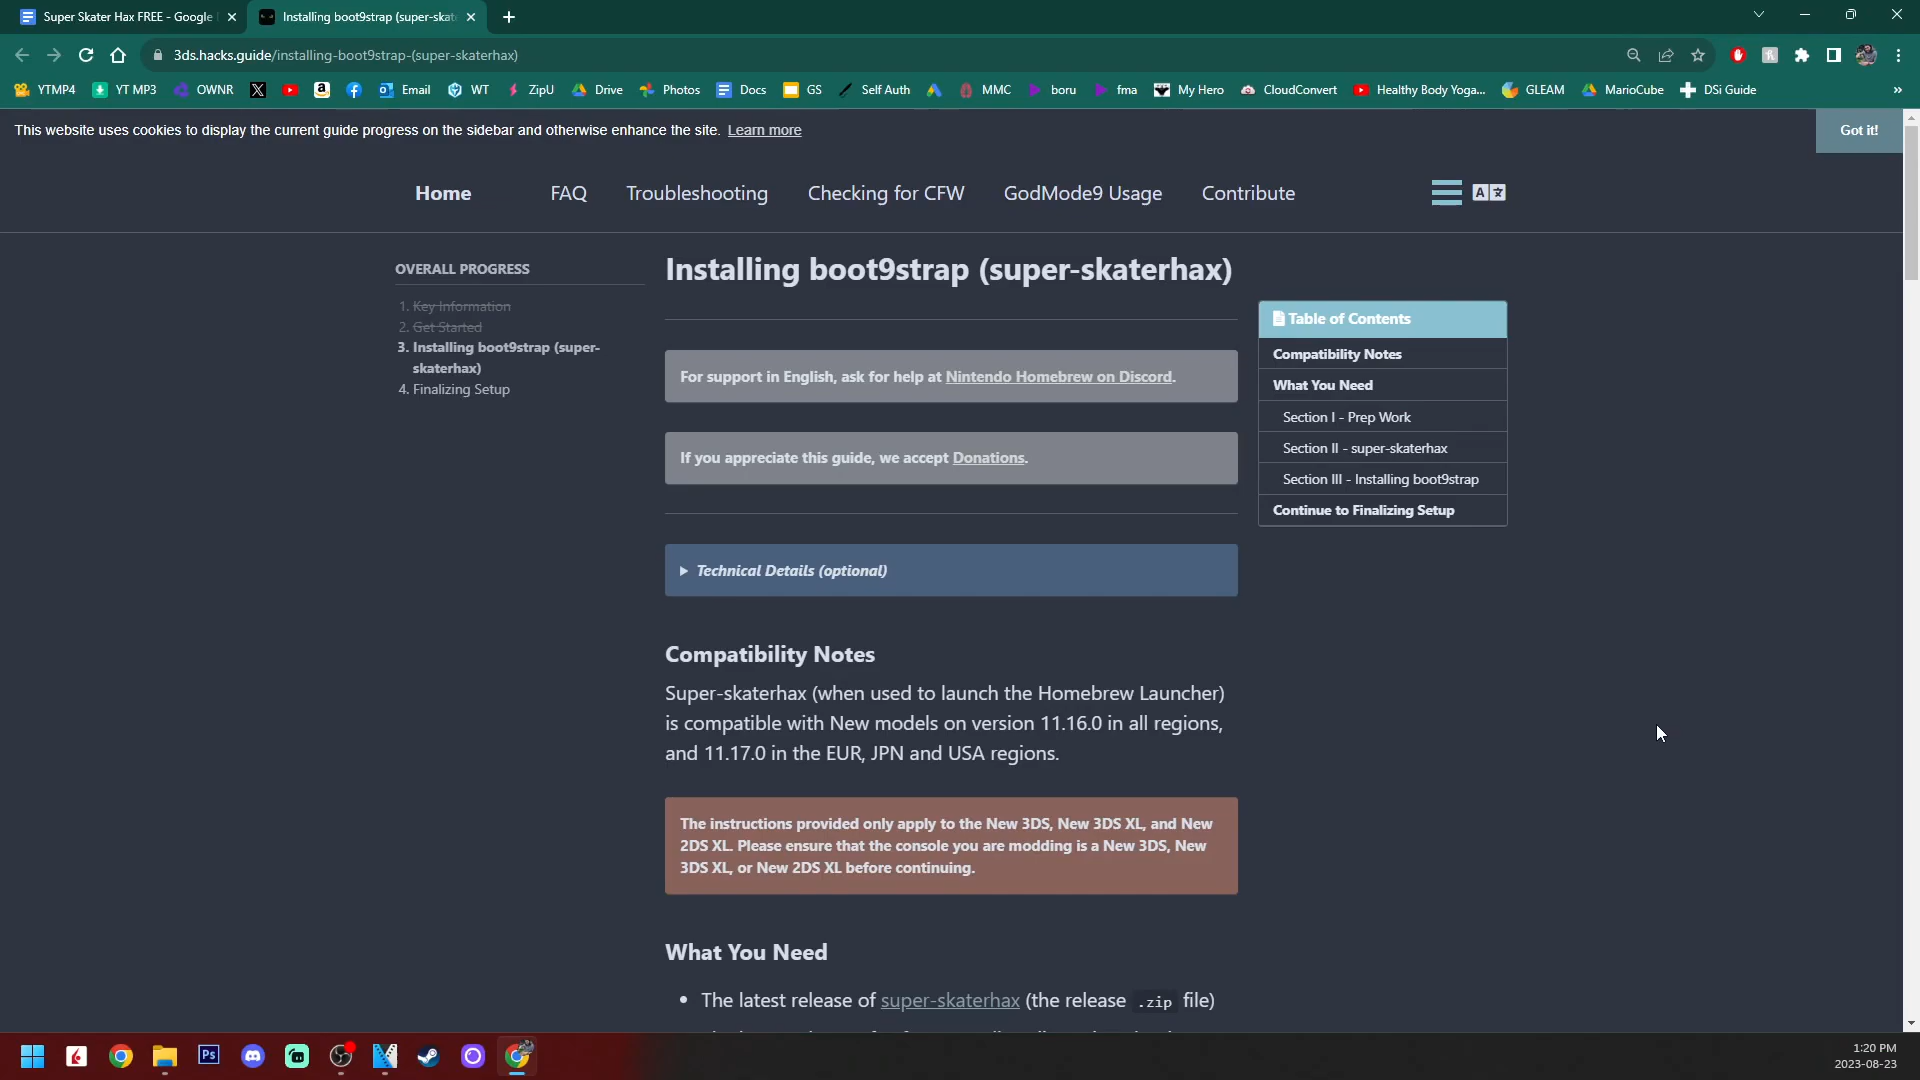 Super Skater Hax FREE - Google
Installing boot9strap (super-skat
3ds.hacks.guide/installing-boot9strap-(super-skaterhax)
YTMP4
YT MP3
OWNR
Email
WT
ZipU
Drive
Photos
Docs
GS
Self Auth
MMC
boru
fma
My Hero
CloudConvert
Healthy Body Yoga...
GLEAM
MarioCube
DSi Guide
»
This website uses cookies to display the current guide progress on the sidebar and otherwise enhance the site. Learn more
Got it!
Home
FAQ
Troubleshooting
Checking for CFW
GodMode9 Usage
Contribute
OVERALL PROGRESS
1. Key Information
2. Get Started
3. Installing boot9strap (super-
skaterhax)
4. Finalizing Setup
Installing boot9strap (super-skaterhax)
For support in English, ask for help at Nintendo Homebrew on Discord.
If you appreciate this guide, we accept Donations.
Technical Details (optional)
Compatibility Notes
Super-skaterhax (when used to launch the Homebrew Launcher)
is compatible with New models on version 11.16.0 in all regions,
and 11.17.0 in the EUR, JPN and USA regions.
The instructions provided only apply to the New 3DS, New 3DS XL, and New
2DS XL. Please ensure that the console you are modding is a New 3DS, New
3DS XL, or New 2DS XL before continuing.
What You Need
• The latest release of super-skaterhax (the release .zip file)
Table of Contents
Compatibility Notes
What You Need
Section I - Prep Work
Section II - super-skaterhax
Section III - Installing boot9strap
Continue to Finalizing Setup
Ps
1:20 PM
2023-08-23